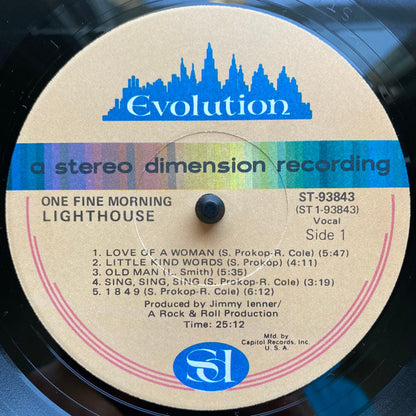 Evolution
a stereo dimension recording
ONE FINE MORNING
LIGHTHOUSE
ST-93843
(ST 1-93843)
Vocal
Side 1
1. LOVE OF A WOMAN (S. Prokop-R. Cole) (5:47)
2. LITTLE KIND WORDS (S. Prokop) (4:11)
3. OLD MAN (L. Smith) (5:35)
4. SING, SING, SING (S. Prokop-R. Cole) (3:19)
5. 1 8 4 9 (S. Prokop-R. Cole) (6:12)
Produced by Jimmy Ienner/
A Rock & Roll Production
Time: 25:12
Mfd. by
Capitol Records, Inc.
U. S. A.
sd